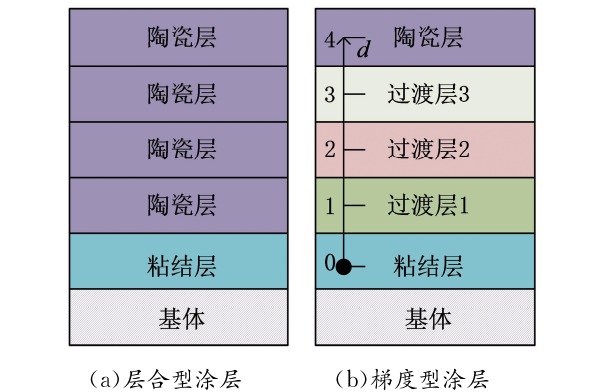 陶瓷层
陶瓷层
陶瓷层
陶瓷层
粘结层
基体
(a)层合型涂层
4 d 陶瓷层
3 过渡层3
2 过渡层2
1 过渡层1
0 粘结层
基体
(b)梯度型涂层